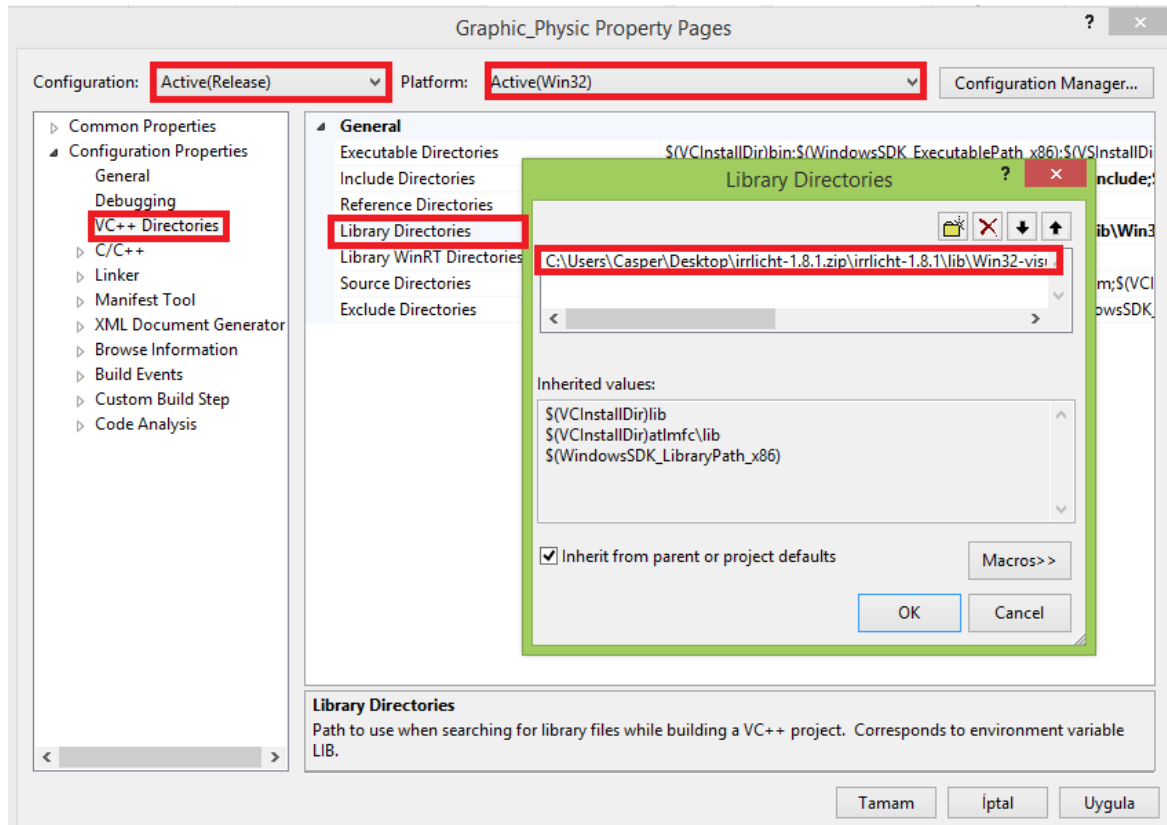 Graphic_Physic Property Pages ? ×
Configuration: Active(Release) Platform: Active(Win32) Configuration Manager...
Common Properties
Configuration Properties
General
Debugging
VC++ Directories
C/C++
Linker
Manifest Tool
XML Document Generator
Browse Information
Build Events
Custom Build Step
Code Analysis
General
Executable Directories $(VCInstallDir)bin;$(WindowsSDK_ExecutablePath_x86);$(VSInstallDi
Include Directories nclude;
Reference Directories
Library Directories ib\Win3
Library WinRT Directories
Source Directories m;$(VCI
Exclude Directories owsSDK_
Library Directories ? ×
C:\Users\Casper\Desktop\irrlicht-1.8.1.zip\irrlicht-1.8.1\lib\Win32-visu
Inherited values:
$(VCInstallDir)lib
$(VCInstallDir)atlmfc\lib
$(WindowsSDK_LibraryPath_x86)
Inherit from parent or project defaults
Macros>>
OK Cancel
Library Directories
Path to use when searching for library files while building a VC++ project. Corresponds to environment variable
LIB.
Tamam İptal Uygula